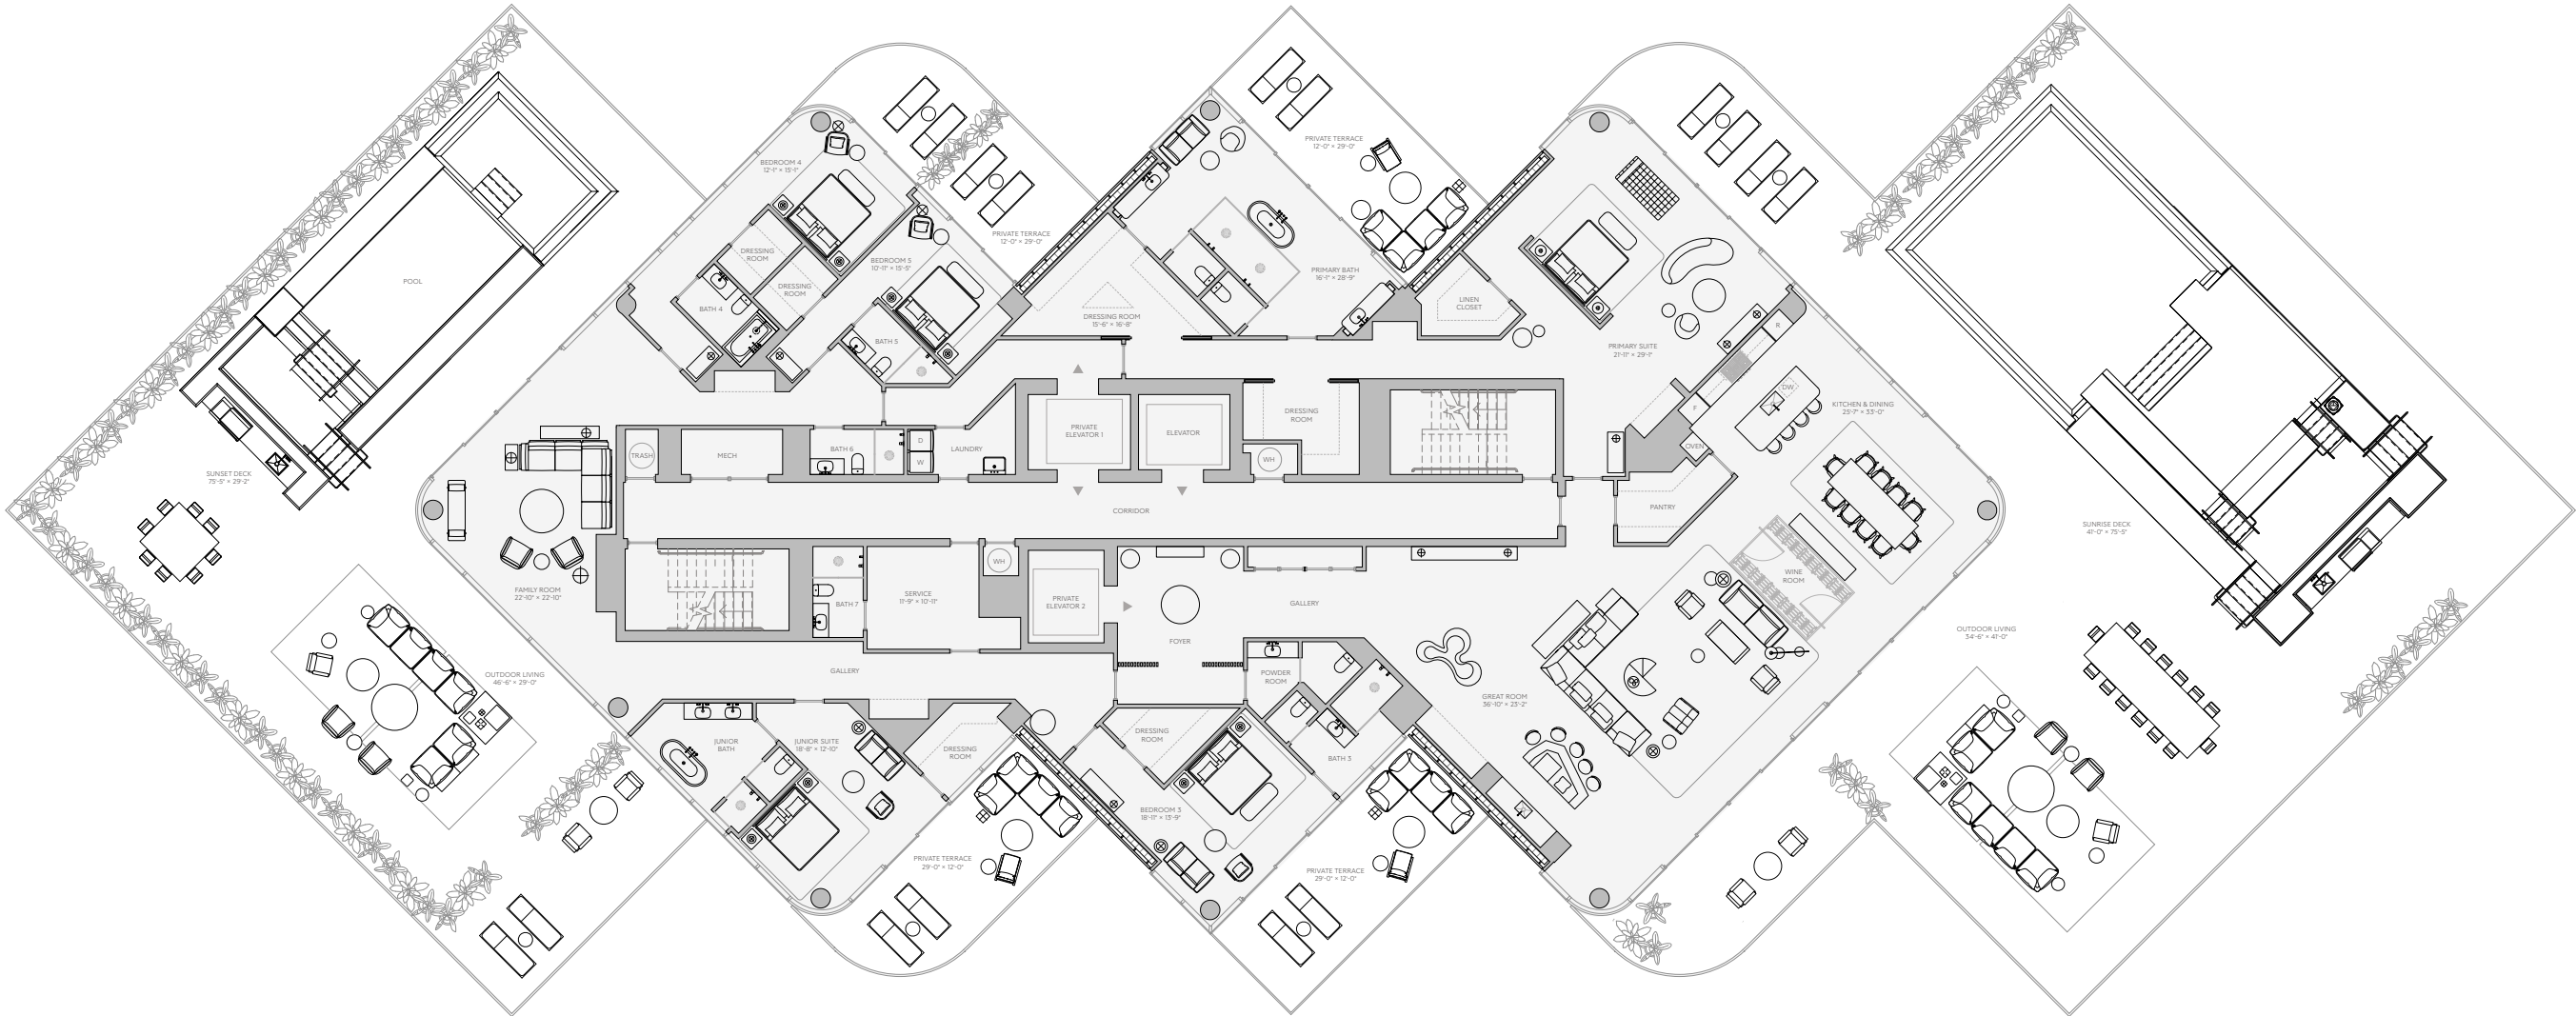 PRIVATE TERRACE
12'-0" × 29'-0"
BEDROOM 4
12'-1" × 13'-1"
PRIVATE TERRACE
12'-0" × 29'-0"
DRESSING
ROOM
BEDROOM 5
10'-11" × 15'-5"
PRIMARY BATH
16'-1" × 28'-9"
POOL
DRESSING
ROOM
BATH 4
LINEN
CLOSET
DRESSING ROOM
15'-6" × 16'-8"
R
BATH 5
PRIMARY SUITE
21'-11" × 29'-1"
DW
F
KITCHEN & DINING
25'-7" × 33'-0"
DRESSING
ROOM
PRIVATE
ELEVATOR 1
ELEVATOR
D
W
OVEN
TRASH
MECH
BATH 6
LAUNDRY
WH
SUNSET DECK
75'-5" × 29'-2"
CORRIDOR
PANTRY
SUNRISE DECK
41'-0" × 75'-5"
WH
WINE
ROOM
FAMILY ROOM
22'-10" × 22'-10"
SERVICE
11'-9" × 10'-11"
BATH 7
PRIVATE
ELEVATOR 2
GALLERY
FOYER
OUTDOOR LIVING
34'-6" × 41'-0"
GALLERY
OUTDOOR LIVING
46'-6" × 29'-0"
POWDER
ROOM
GREAT ROOM
36'-10" × 23'-2"
JUNIOR
BATH
JUNIOR SUITE
18'-8" × 12'-10"
DRESSING
ROOM
DRESSING
ROOM
BATH 3
BEDROOM 3
18'-11" × 13'-9"
PRIVATE TERRACE
29'-0" × 12'-0"
PRIVATE TERRACE
29'-0" × 12'-0"